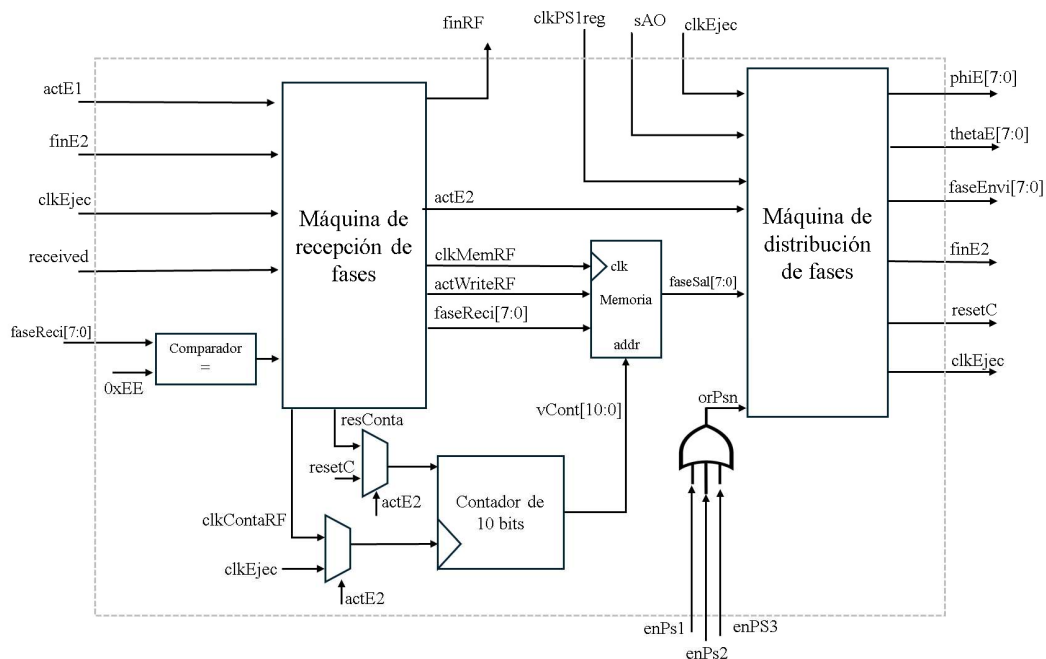 finRF
clkPS1reg
sAO
clkEjec
actE1
finE2
clkEjec
received
faseReci[7:0]
0xEE
Comparador
=
Máquina de
recepción de
fases
actE2
clkMemRF
actWriteRF
faseReci[7:0]
clk
Memoria
addr
faseSal[7:0]
Máquina de
distribución
de fases
phiE[7:0]
thetaE[7:0]
faseEnvi[7:0]
finE2
resetC
clkEjec
vCont[10:0]
orPsn
resConta
resetC
actE2
clkContaRF
clkEjec
actE2
Contador de
10 bits
enPs1
enPs2
enPS3